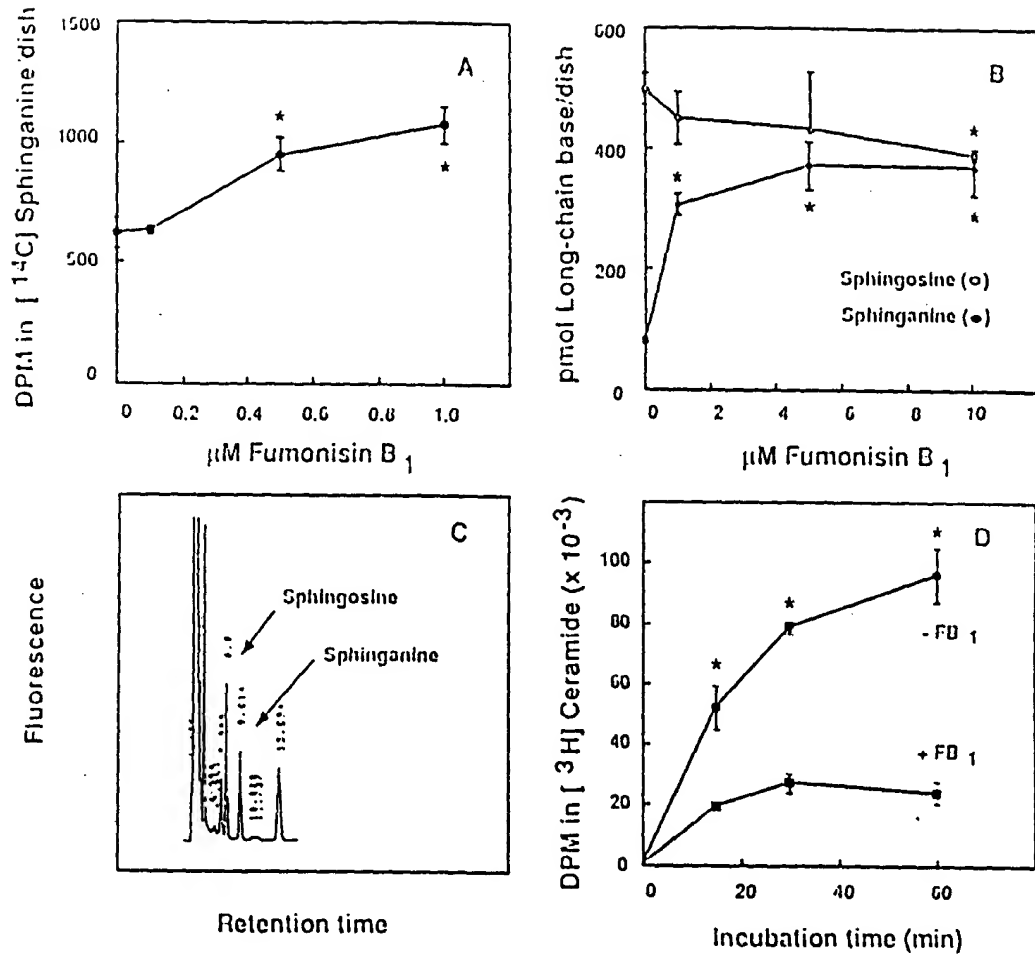 A
DPM in [ ¹⁴C] Sphinganine/dish
1500
1000
500
0
*
*
0 0.2 0.4 0.6 0.8 1.0
μM Fumonisin B ₁
B
pmol Long-chain base/dish
600
400
200
0
*
*
*
*
Sphingosine (o)
Sphinganine (•)
0 2 4 6 8 10
μM Fumonisin B ₁
C
Fluorescence
Sphingosine
Sphinganine
Retention time
D
DPM in [ ³H] Ceramide (x 10⁻³)
100
80
60
40
20
0
*
*
*
- FB ₁
+ FB ₁
0 20 40 60
Incubation time (min)